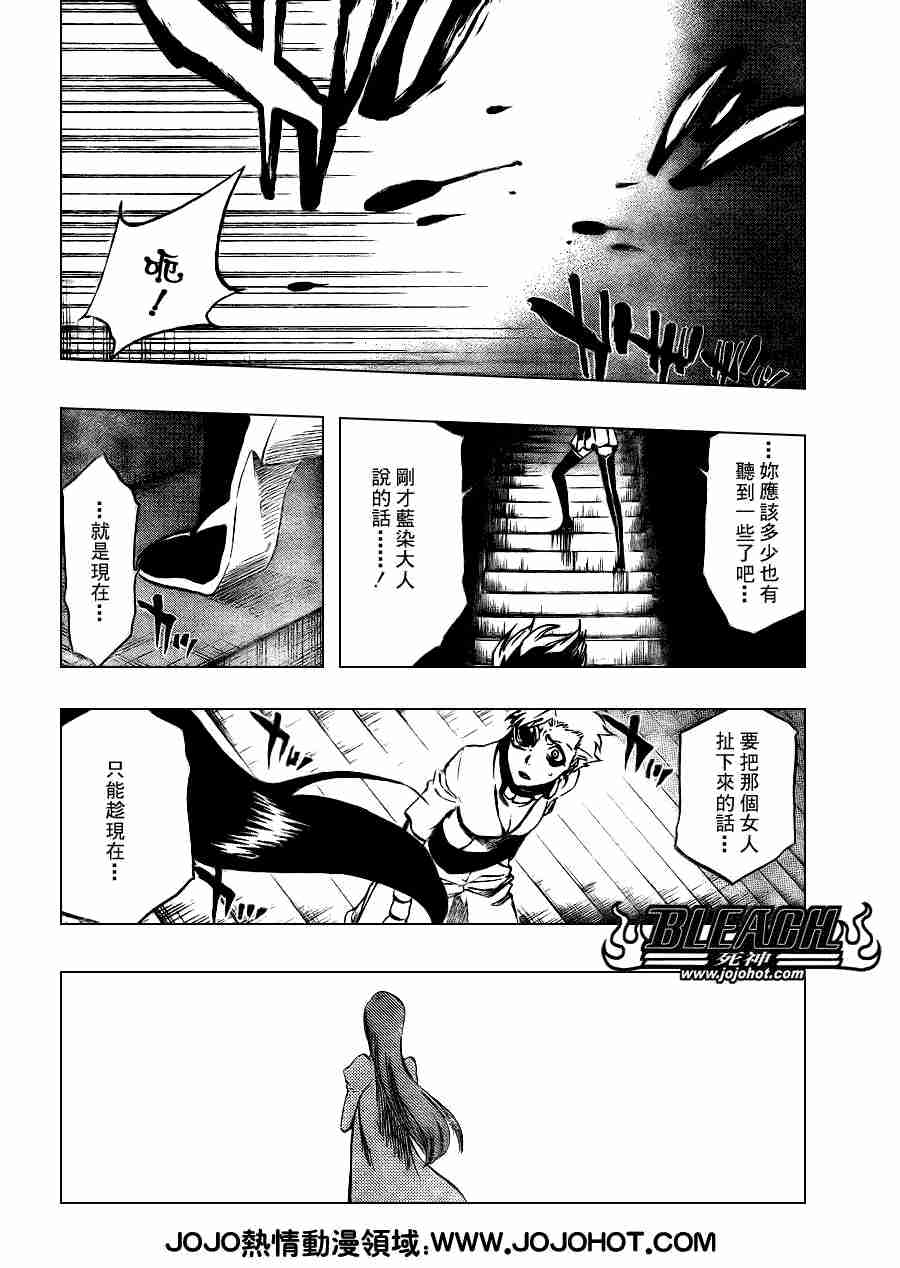 呃！
…妳應該多少也有
聽到一些了吧…
剛才藍染大人
說的話……！
…就是現在…
要把那個女人
扯下來的話…
只能趁現在…
BLEACH
死神
www.jojohot.com
JOJO熱情動漫領域:WWW.JOJOHOT.COM